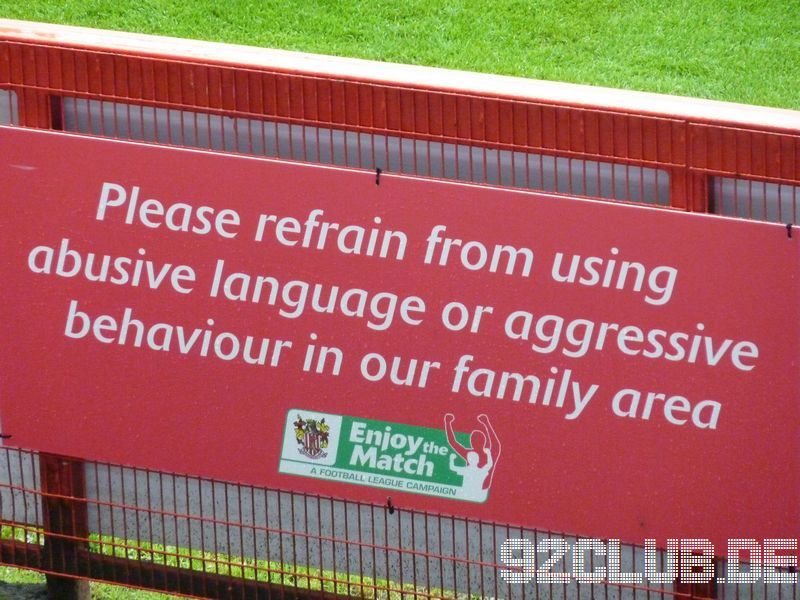 Please refrain from using
abusive language or aggressive
behaviour in our family area
Enjoy the
Match
A FOOTBALL LEAGUE CAMPAIGN
92CLUB.DE